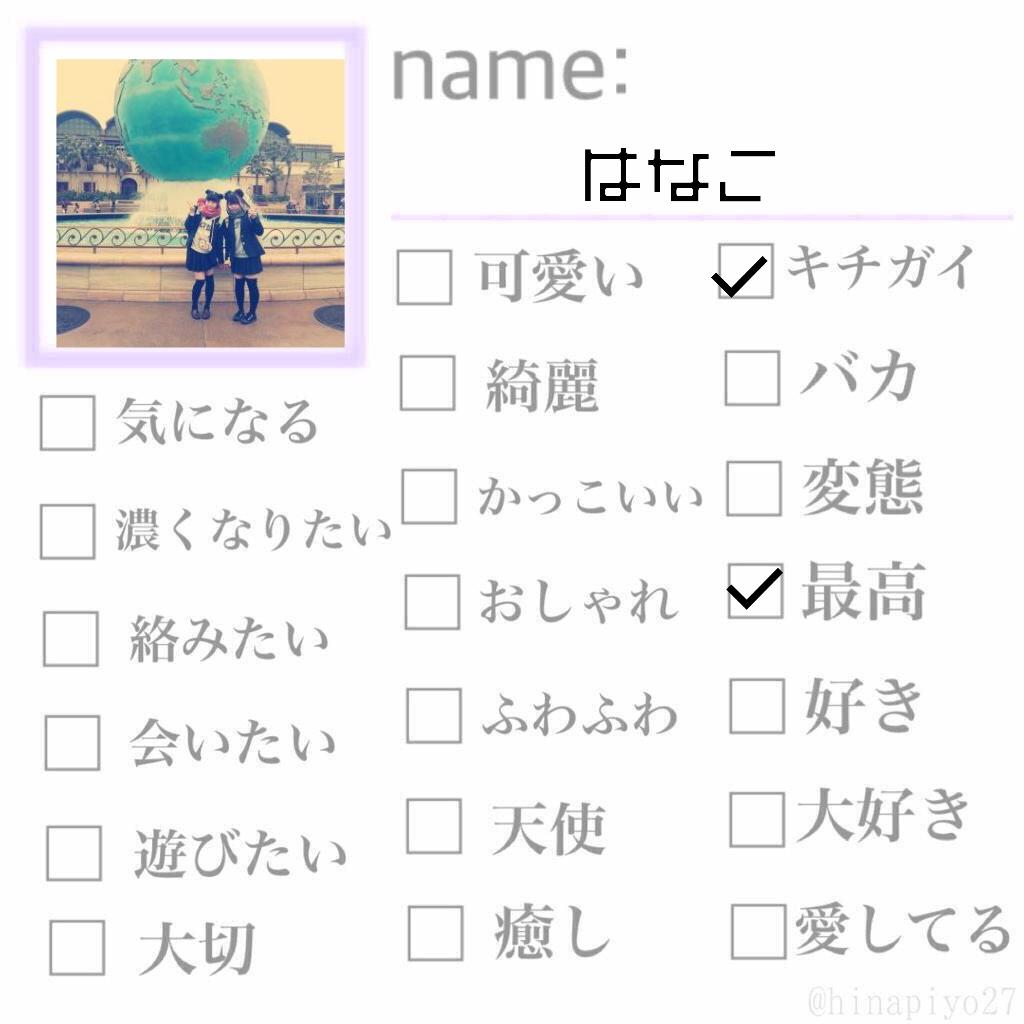 name:
はなこ
気になる
濃くなりたい
絡みたい
会いたい
遊びたい
大切
可愛い
綺麗
かっこいい
おしゃれ
ふわふわ
天使
癒し
キチガイ
バカ
変態
最高
好き
大好き
愛してる
@hinapiyo27